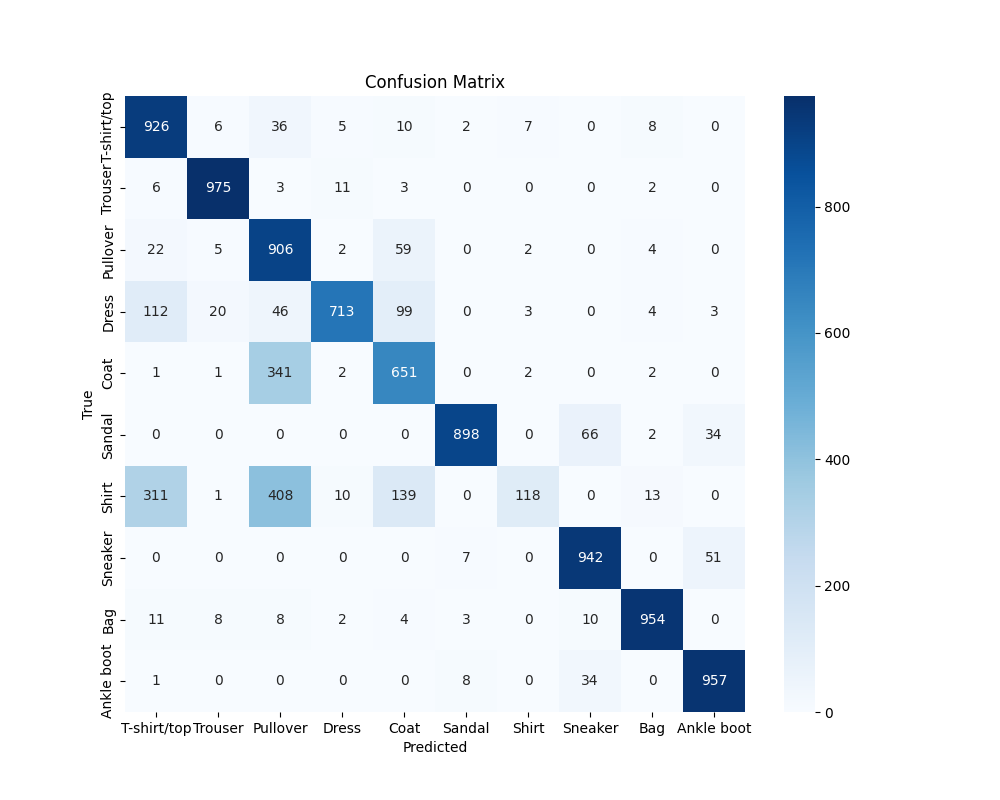 Confusion Matrix
T-shirt/top 926 6 36 5 10 2 7 0 8 0
Trouser 6 975 3 11 3 0 0 0 2 0
Pullover 22 5 906 2 59 0 2 0 4 0
Dress 112 20 46 713 99 0 3 0 4 3
Coat 1 1 341 2 651 0 2 0 2 0
Sandal 0 0 0 0 0 898 0 66 2 34
Shirt 311 1 408 10 139 0 118 0 13 0
Sneaker 0 0 0 0 0 7 0 942 0 51
Bag 11 8 8 2 4 3 0 10 954 0
Ankle boot 1 0 0 0 0 8 0 34 0 957
True
T-shirt/top Trouser Pullover Dress Coat Sandal Shirt Sneaker Bag Ankle boot
Predicted
800
600
400
200
0